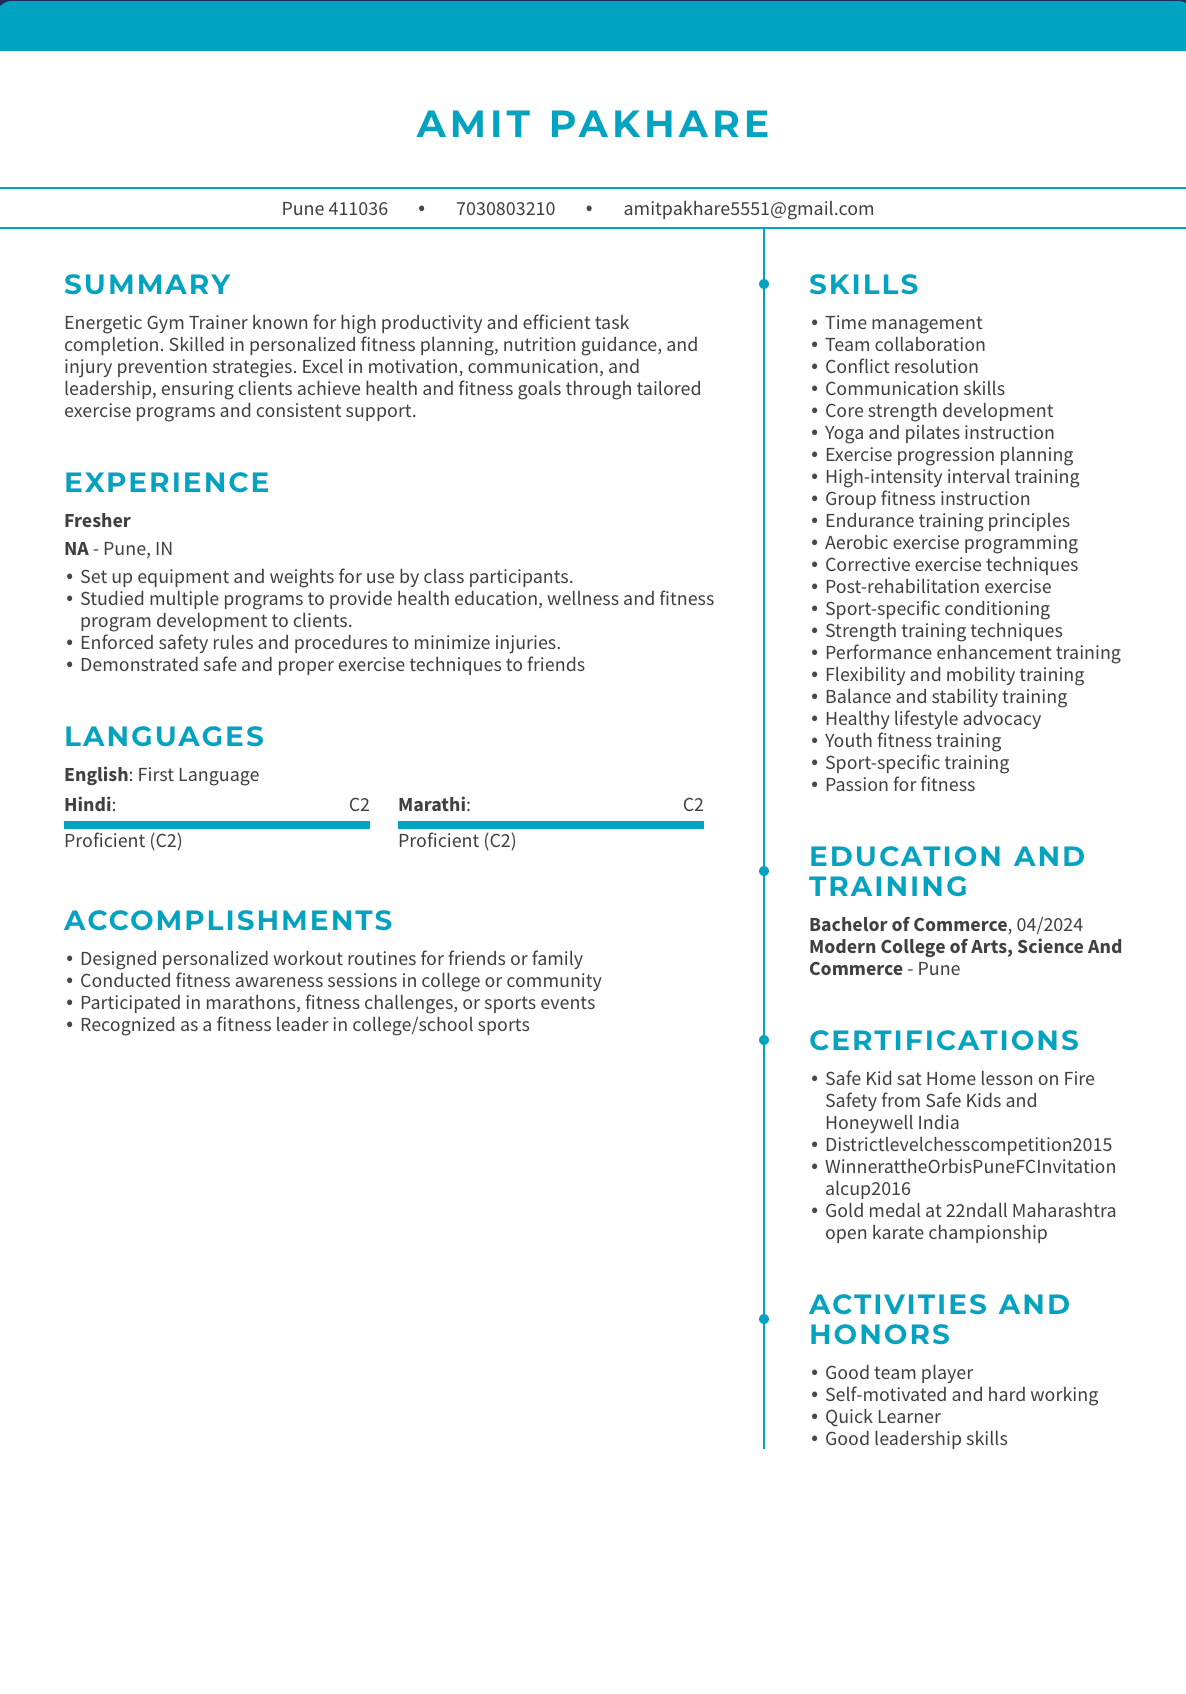 AMIT PAKHARE
Pune 411036 • 7030803210 • amitpakhare5551@gmail.com
SUMMARY
Energetic Gym Trainer known for high productivity and efficient task
completion. Skilled in personalized fitness planning, nutrition guidance, and
injury prevention strategies. Excel in motivation, communication, and
leadership, ensuring clients achieve health and fitness goals through tailored
exercise programs and consistent support.
EXPERIENCE
Fresher
NA - Pune, IN
• Set up equipment and weights for use by class participants.
• Studied multiple programs to provide health education, wellness and fitness
program development to clients.
• Enforced safety rules and procedures to minimize injuries.
• Demonstrated safe and proper exercise techniques to friends
LANGUAGES
English: First Language
Hindi: C2 Marathi: C2
Proficient (C2) Proficient (C2)
ACCOMPLISHMENTS
• Designed personalized workout routines for friends or family
• Conducted fitness awareness sessions in college or community
• Participated in marathons, fitness challenges, or sports events
• Recognized as a fitness leader in college/school sports
SKILLS
• Time management
• Team collaboration
• Conflict resolution
• Communication skills
• Core strength development
• Yoga and pilates instruction
• Exercise progression planning
• High-intensity interval training
• Group fitness instruction
• Endurance training principles
• Aerobic exercise programming
• Corrective exercise techniques
• Post-rehabilitation exercise
• Sport-specific conditioning
• Strength training techniques
• Performance enhancement training
• Flexibility and mobility training
• Balance and stability training
• Healthy lifestyle advocacy
• Youth fitness training
• Sport-specific training
• Passion for fitness
EDUCATION AND
TRAINING
Bachelor of Commerce, 04/2024
Modern College of Arts, Science And
Commerce - Pune
CERTIFICATIONS
• Safe Kid sat Home lesson on Fire
Safety from Safe Kids and
Honeywell India
• Districtlevelchesscompetition2015
• WinnerattheOrbisPuneFCInvitation
alcup2016
• Gold medal at 22ndall Maharashtra
open karate championship
ACTIVITIES AND
HONORS
• Good team player
• Self-motivated and hard working
• Quick Learner
• Good leadership skills